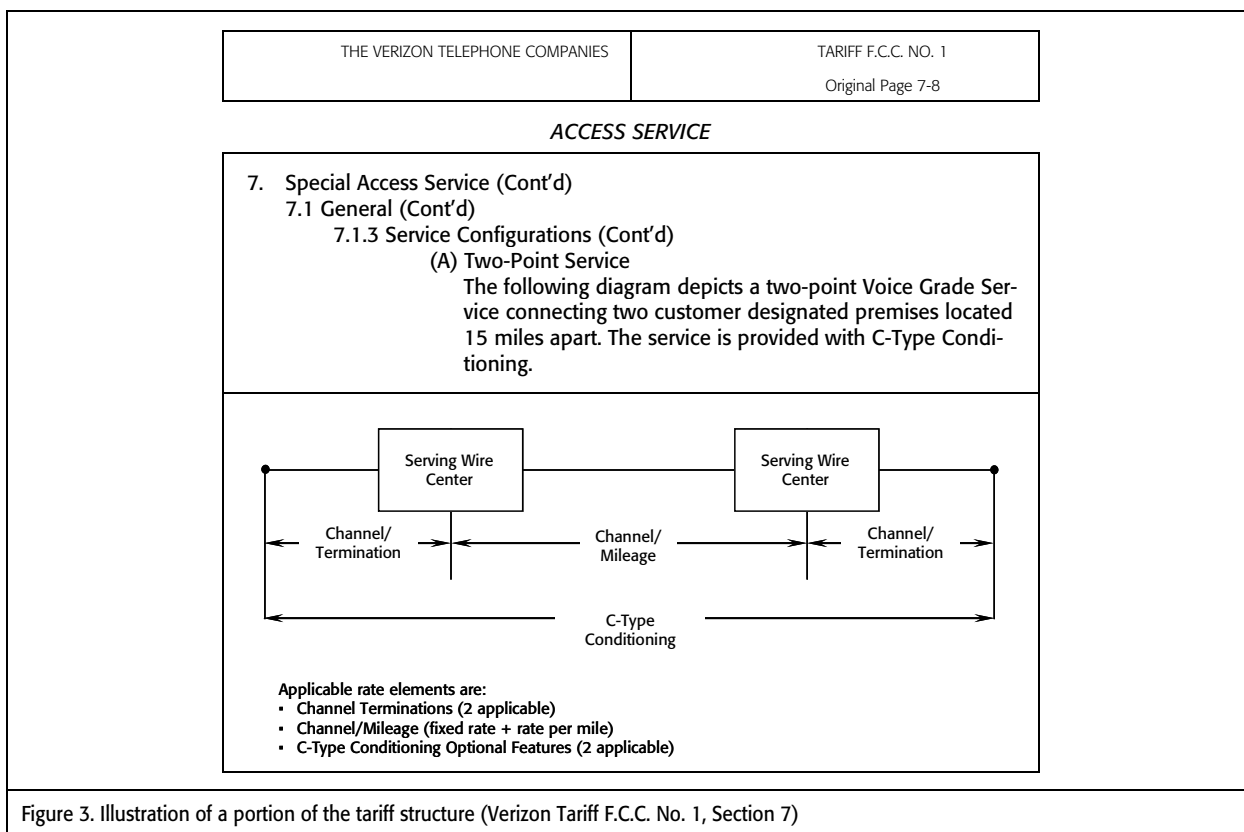 THE VERIZON TELEPHONE COMPANIES
TARIFF F.C.C. NO. 1
Original Page 7-8
ACCESS SERVICE
7. Special Access Service (Cont'd)
7.1 General (Cont'd)
7.1.3 Service Configurations (Cont'd)
(A) Two-Point Service
The following diagram depicts a two-point Voice Grade Ser-
vice connecting two customer designated premises located
15 miles apart. The service is provided with C-Type Condi-
tioning.
Serving Wire
Center
Serving Wire
Center
Channel/
Termination
Channel/
Mileage
Channel/
Termination
C-Type
Conditioning
Applicable rate elements are:
▪ Channel Terminations (2 applicable)
▪ Channel/Mileage (fixed rate + rate per mile)
▪ C-Type Conditioning Optional Features (2 applicable)
Figure 3. Illustration of a portion of the tariff structure (Verizon Tariff F.C.C. No. 1, Section 7)